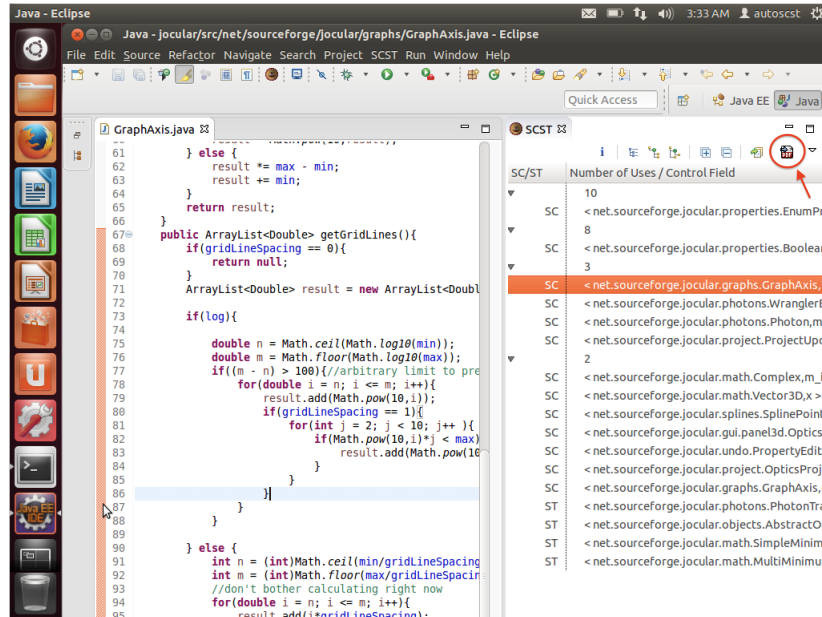 Java - Eclipse
3:33 AM autoscst
Java - jocular/src/net/sourceforge/jocular/graphs/GraphAxis.java - Eclipse
File Edit Source Refactor Navigate Search Project SCST Run Window Help
Quick Access Java EE Java
GraphAxis.java
SCST
SC/ST Number of Uses / Control Field
61 } else {
62 result *= max - min;
63 result += min;
64 }
65 return result;
66 }
67 public ArrayList<Double> getGridLines(){
68 if(gridLineSpacing == 0){
69 return null;
70 }
71 ArrayList<Double> result = new ArrayList<Doubl
72
73 if(log){
74
75 double n = Math.ceil(Math.log10(min));
76 double m = Math.floor(Math.log10(max));
77 if((m - n) > 100){//arbitrary limit to pre
78 for(double i = n; i <= m; i++){
79 result.add(Math.pow(10,i));
80 if(gridLineSpacing == 1){
81 for(int j = 2; j < 10; j++ ){
82 if(Math.pow(10,i)*j < max)
83 result.add(Math.pow(10
84 }
85 }
86 }
87 }
88 }
89
90 } else {
91 int n = (int)Math.ceil(min/gridLineSpacing
92 int m = (int)Math.floor(max/gridLineSpacin
93 //don't bother calculating right now
94 for(double i = n; i <= m; i++){
95 result.add(i*gridLineSpacing);
10
SC < net.sourceforge.jocular.properties.EnumPr
8
SC < net.sourceforge.jocular.properties.Boolear
3
SC < net.sourceforge.jocular.graphs.GraphAxis,
SC < net.sourceforge.jocular.photons.WranglerE
SC < net.sourceforge.jocular.photons.Photon,m
SC < net.sourceforge.jocular.project.ProjectUpd
2
SC < net.sourceforge.jocular.math.Complex,m_i
SC < net.sourceforge.jocular.math.Vector3D,x >
SC < net.sourceforge.jocular.splines.SplinePoint
SC < net.sourceforge.jocular.gui.panel3d.Optics
SC < net.sourceforge.jocular.undo.PropertyEdit
SC < net.sourceforge.jocular.project.OpticsProj
SC < net.sourceforge.jocular.graphs.GraphAxis,
ST < net.sourceforge.jocular.photons.PhotonTra
ST < net.sourceforge.jocular.objects.AbstractO
ST < net.sourceforge.jocular.math.SimpleMinim
ST < net.sourceforge.jocular.math.MultiMinimu
Java EE
IDE